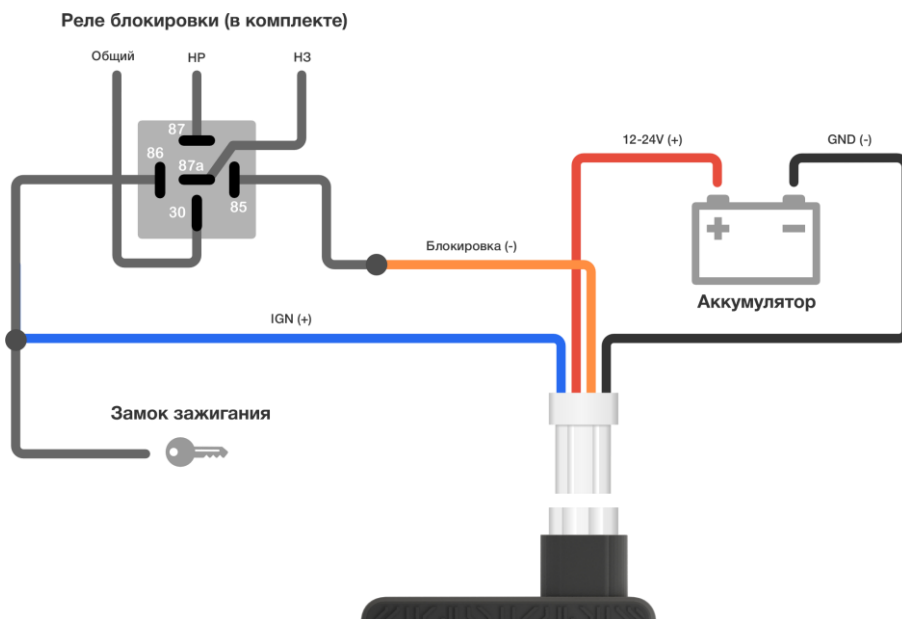 Реле блокировки (в комплекте)
Общий
НР
НЗ
87
86
87a
30
85
12-24V (+)
GND (-)
Блокировка (-)
Аккумулятор
IGN (+)
Замок зажигания